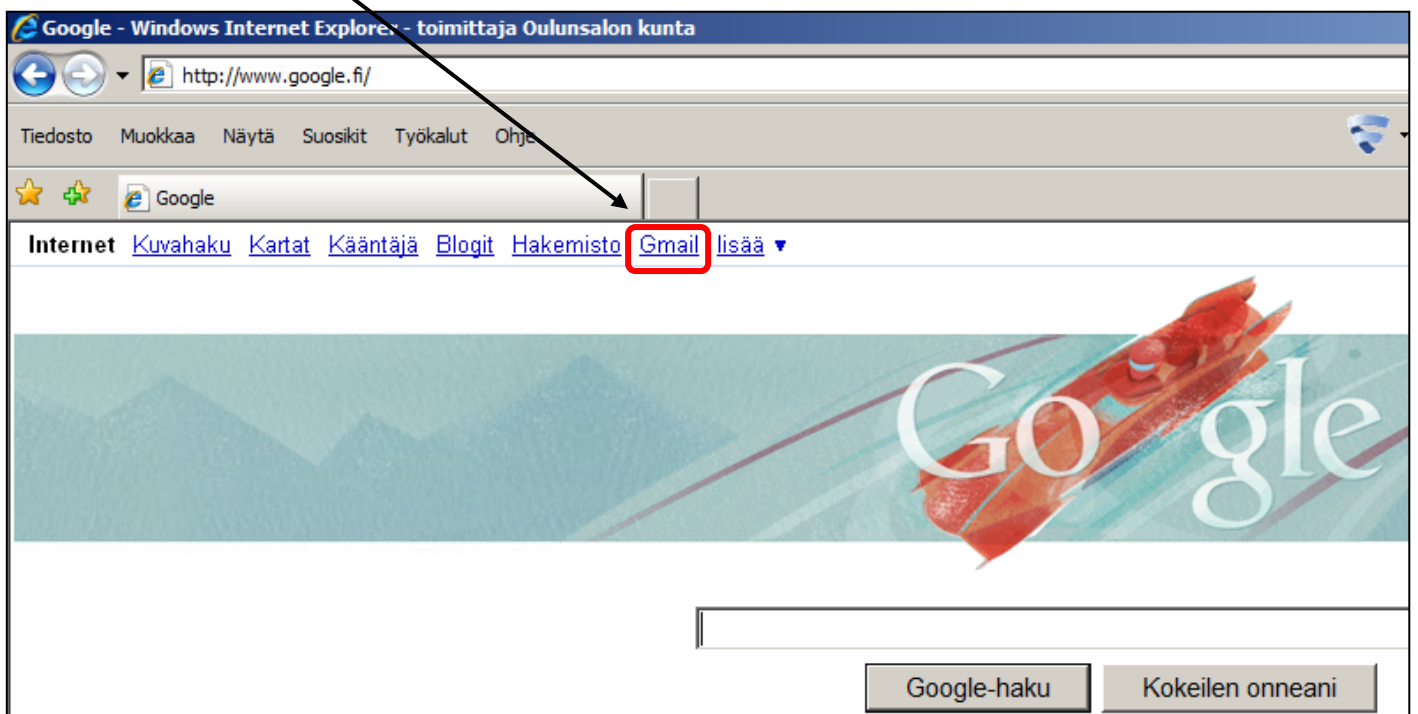 Google - Windows Internet Explorer - toimittaja Oulunsalon kunta
http://www.google.fi/
Tiedosto Muokkaa Näytä Suosikit Työkalut Ohje
Google
Internet Kuvahaku Kartat Kääntäjä Blogit Hakemisto Gmail lisää ▼
Google
Google-haku Kokeilen onneani